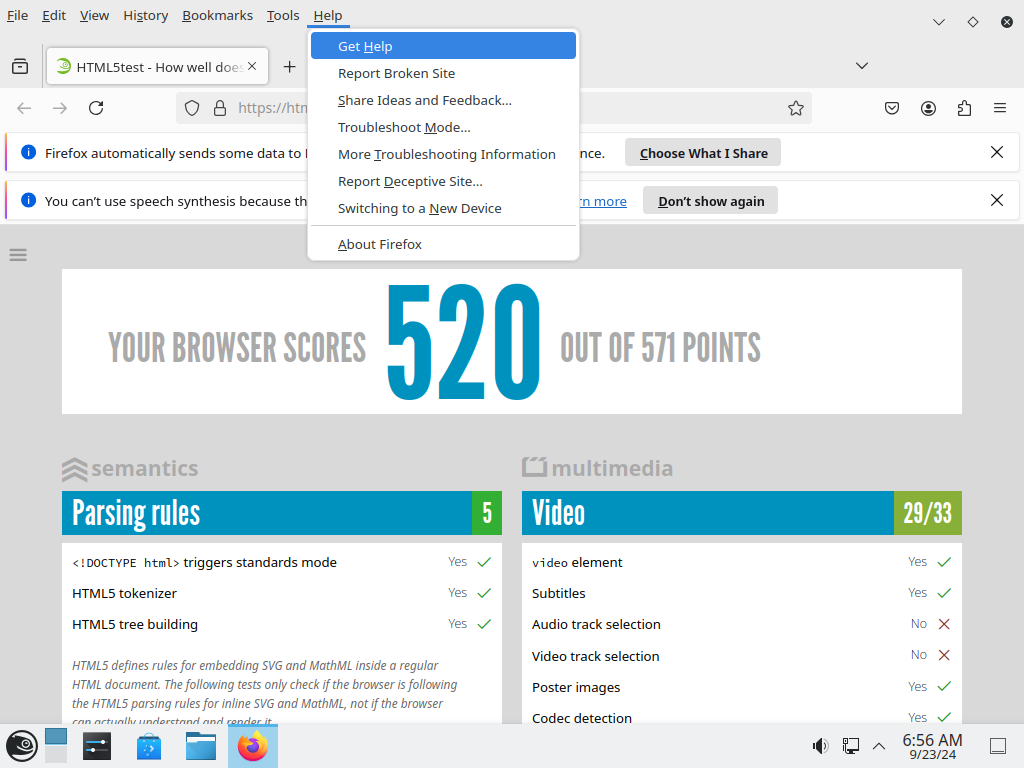 File Edit View History Bookmarks Tools Help
HTML5test - How well does
Get Help
Report Broken Site
Share Ideas and Feedback...
Troubleshoot Mode...
More Troubleshooting Information
Report Deceptive Site...
Switching to a New Device
About Firefox
https://htm
Firefox automatically sends some data to nce. Choose What I Share
You can't use speech synthesis because th rn more Don't show again
YOUR BROWSER SCORES 520 OUT OF 571 POINTS
semantics
Parsing rules 5
<!DOCTYPE html> triggers standards mode Yes
HTML5 tokenizer Yes
HTML5 tree building Yes
HTML5 defines rules for embedding SVG and MathML inside a regular
HTML document. The following tests only check if the browser is following
the HTML5 parsing rules for inline SVG and MathML, not if the browser
can actually understand and render it.
multimedia
Video 29/33
video element Yes
Subtitles Yes
Audio track selection No
Video track selection No
Poster images Yes
Codec detection Yes
6:56 AM
9/23/24